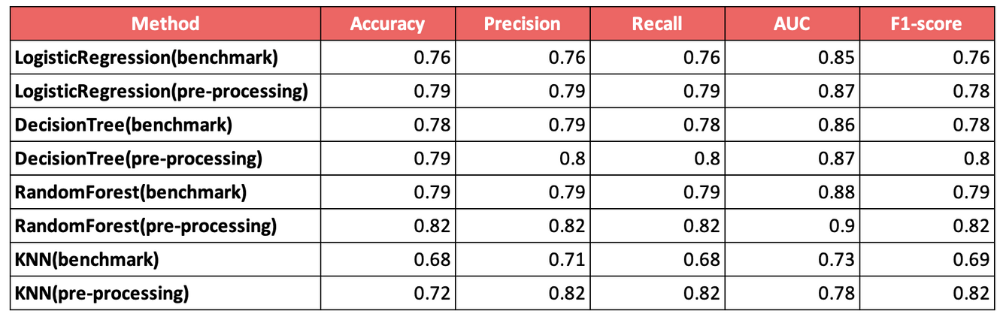 Method Accuracy Precision Recall AUC F1-score
LogisticRegression(benchmark) 0.76 0.76 0.76 0.85 0.76
LogisticRegression(pre-processing) 0.79 0.79 0.79 0.87 0.78
DecisionTree(benchmark) 0.78 0.79 0.78 0.86 0.78
DecisionTree(pre-processing) 0.79 0.8 0.8 0.87 0.8
RandomForest(benchmark) 0.79 0.79 0.79 0.88 0.79
RandomForest(pre-processing) 0.82 0.82 0.82 0.9 0.82
KNN(benchmark) 0.68 0.71 0.68 0.73 0.69
KNN(pre-processing) 0.72 0.82 0.82 0.78 0.82